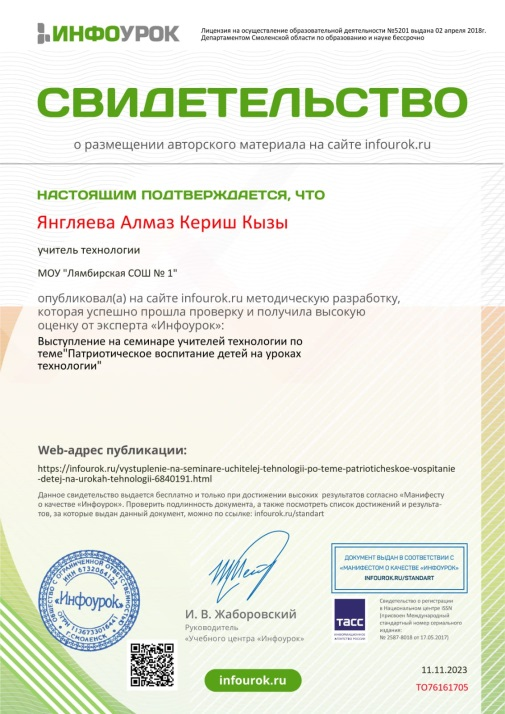 ИНФОУРОК
Лицензия на осуществление образовательной деятельности №5201 выдана 02 апреля 2018г.
Департаментом Смоленской области по образованию и науке бессрочно
СВИДЕТЕЛЬСТВО
о размещении авторского материала на сайте infourok.ru
НАСТОЯЩИМ ПОДТВЕРЖДАЕТСЯ, ЧТО
Янгляева Алмаз Кериш Кызы
учитель технологии
МОУ "Лямбирская СОШ № 1"
опубликовал(а) на сайте infourok.ru методическую разработку,
которая успешно прошла проверку и получила высокую
оценку от эксперта «Инфоурок»:
Выступление на семинаре учителей технологии по
теме"Патриотическое воспитание детей на уроках
технологии"
Web-адрес публикации:
https://infourok.ru/vystuplenie-na-seminare-uchitelej-tehnologii-po-teme-patrioticheskoe-vospitanie
-detej-na-urokah-tehnologii-6840191.html
Данное свидетельство выдается бесплатно и только при достижении высоких результатов согласно «Манифесту
о качестве «Инфоурок». Проверить подлинность документа, а также посмотреть список достижений и результа-
тов, за которые выдан данный документ, можно по ссылке: infourok.ru/standart
«Инфоурок»
Г.СМОЛЕНСК
И. В. Жаборовский
Руководитель
«Учебного центра «Инфоурок»
ДОКУМЕНТ ВЫДАН В СООТВЕТСТВИИ С
«МАНИФЕСТОМ О КАЧЕСТВЕ «ИНФОУРОК»
INFOUROK.RU/STANDART
ТАСС
ИНФОРМАЦИОННОЕ
АГЕНТСТВО РОССИИ
Свидетельство о регистрации
в Национальном центре ISSN
(присвоен Международный
стандартный номер сериального
издания:
№ 2587-8018 от 17.05.2017)
infourok.ru
11.11.2023
ТО76161705